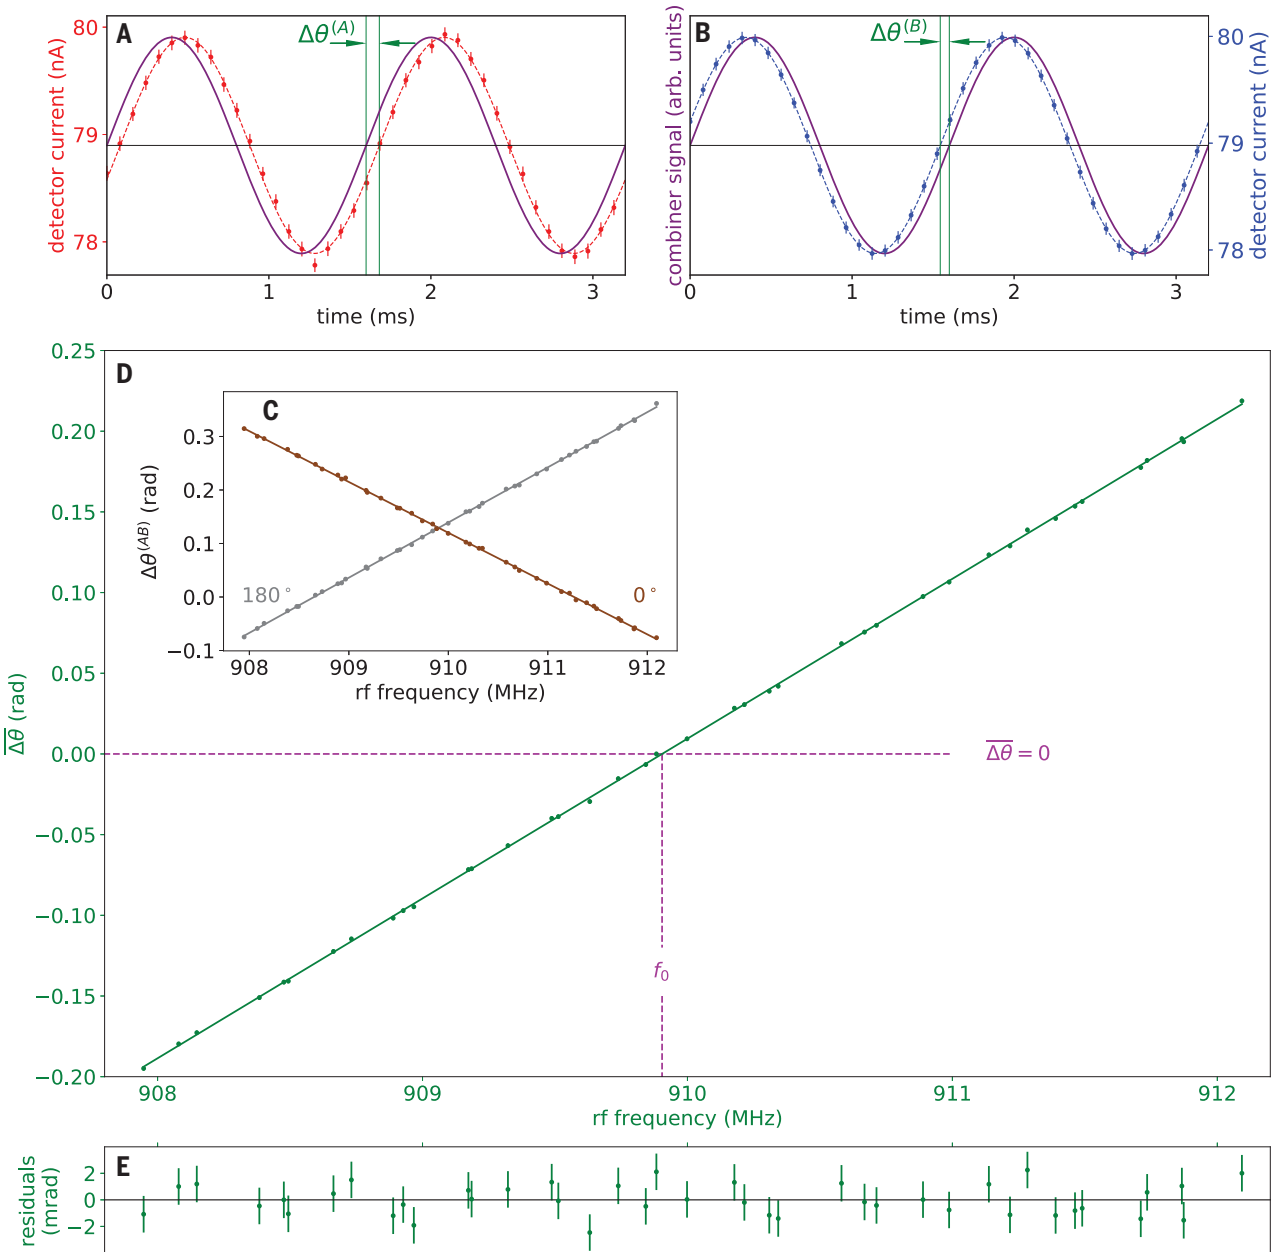 A
Δθ(A)
80
79
78
detector current (nA)
0 1 2 3
time (ms)
B
Δθ(B)
combiner signal (arb. units)
80
79
78
detector current (nA)
0 1 2 3
time (ms)
D
0.25
0.20
0.15
0.10
0.05
0.00
−0.05
−0.10
−0.15
−0.20
Δθ (rad)
C
0.3
0.2
0.1
0.0
−0.1
Δθ(AB) (rad)
180°
0°
908 909 910 911 912
rf frequency (MHz)
Δθ = 0
f0
908 909 910 911 912
rf frequency (MHz)
E
residuals
(mrad)
2
0
−2